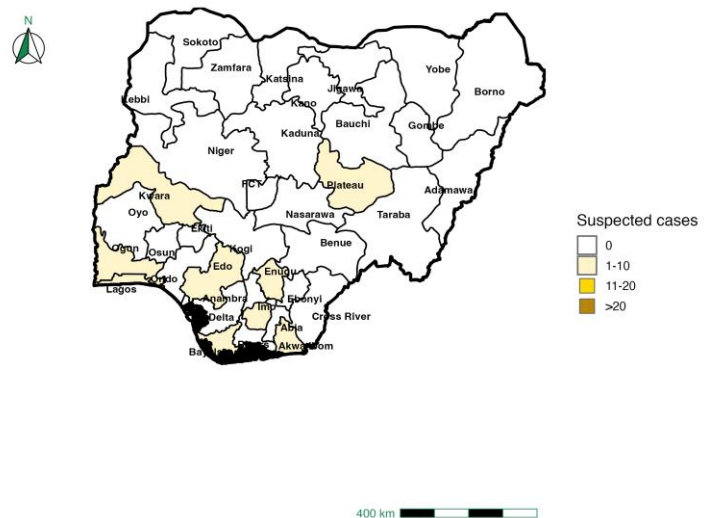 N
Sokoto
Zamfara
Katsina
Yobe
Jigawa
Borno
Kebbi
Kano
Bauchi
Gombe
Kaduna
Niger
FCT
Plateau
Adamawa
Kwara
Oyo
Nasarawa
Taraba
Ekiti
Benue
Ogun
Osun
Kogi
Edo
Enugu
Ondo
Lagos
Anambra
Ebonyi
Imo
Delta
Cross River
Abia
Rivers
Akwa Ibom
Suspected cases
0
1-10
11-20
>20
400 km